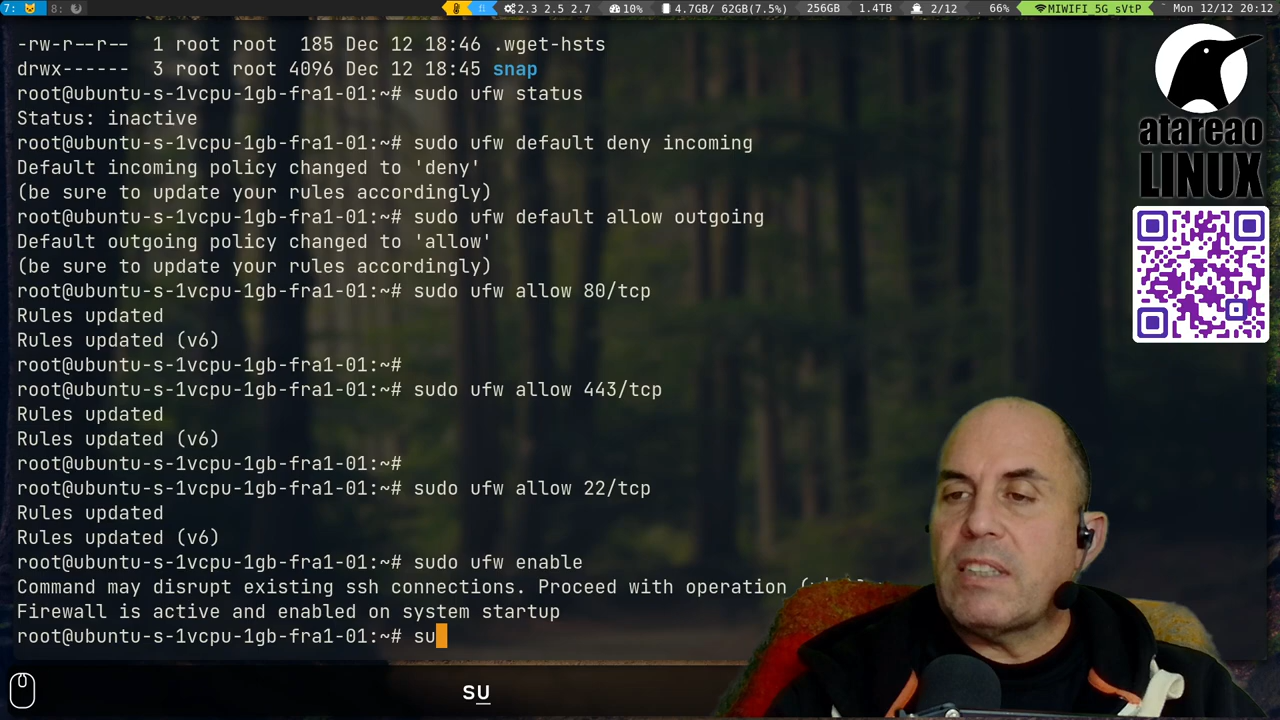 7: 8: 2.3 2.5 2.7 10% 4.7GB/ 62GB(7.5%) 256GB 1.4TB 2/12 66% MIWIFI 5G sVtP Mon 12/12 20:12
-rw-r--r-- 1 root root 185 Dec 12 18:46 .wget-hsts
drwx------ 3 root root 4096 Dec 12 18:45 snap
root@ubuntu-s-1vcpu-1gb-fra1-01:~# sudo ufw status
Status: inactive
root@ubuntu-s-1vcpu-1gb-fra1-01:~# sudo ufw default deny incoming
Default incoming policy changed to 'deny'
(be sure to update your rules accordingly)
root@ubuntu-s-1vcpu-1gb-fra1-01:~# sudo ufw default allow outgoing
Default outgoing policy changed to 'allow'
(be sure to update your rules accordingly)
root@ubuntu-s-1vcpu-1gb-fra1-01:~# sudo ufw allow 80/tcp
Rules updated
Rules updated (v6)
root@ubuntu-s-1vcpu-1gb-fra1-01:~#
root@ubuntu-s-1vcpu-1gb-fra1-01:~# sudo ufw allow 443/tcp
Rules updated
Rules updated (v6)
root@ubuntu-s-1vcpu-1gb-fra1-01:~#
root@ubuntu-s-1vcpu-1gb-fra1-01:~# sudo ufw allow 22/tcp
Rules updated
Rules updated (v6)
root@ubuntu-s-1vcpu-1gb-fra1-01:~# sudo ufw enable
Command may disrupt existing ssh connections. Proceed with operation
Firewall is active and enabled on system startup
root@ubuntu-s-1vcpu-1gb-fra1-01:~# su
su
atareao
LINUX